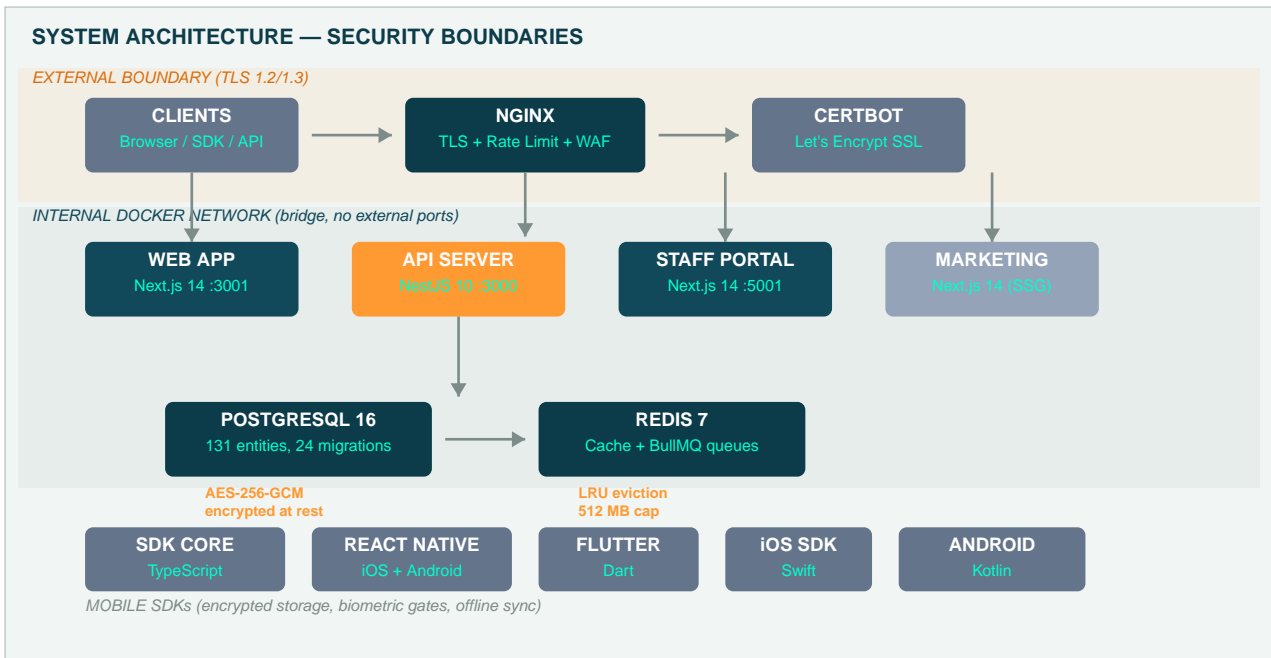 SYSTEM ARCHITECTURE — SECURITY BOUNDARIES
EXTERNAL BOUNDARY (TLS 1.2/1.3)
CLIENTS
Browser / SDK / API
NGINX
TLS + Rate Limit + WAF
CERTBOT
Let's Encrypt SSL
INTERNAL DOCKER NETWORK (bridge, no external ports)
WEB APP
Next.js 14 :3001
API SERVER
NestJS 10 :3000
STAFF PORTAL
Next.js 14 :5001
MARKETING
Next.js 14 (SSG)
POSTGRESQL 16
131 entities, 24 migrations
REDIS 7
Cache + BullMQ queues
AES-256-GCM
encrypted at rest
LRU eviction
512 MB cap
SDK CORE
TypeScript
REACT NATIVE
iOS + Android
FLUTTER
Dart
iOS SDK
Swift
ANDROID
Kotlin
MOBILE SDKs (encrypted storage, biometric gates, offline sync)